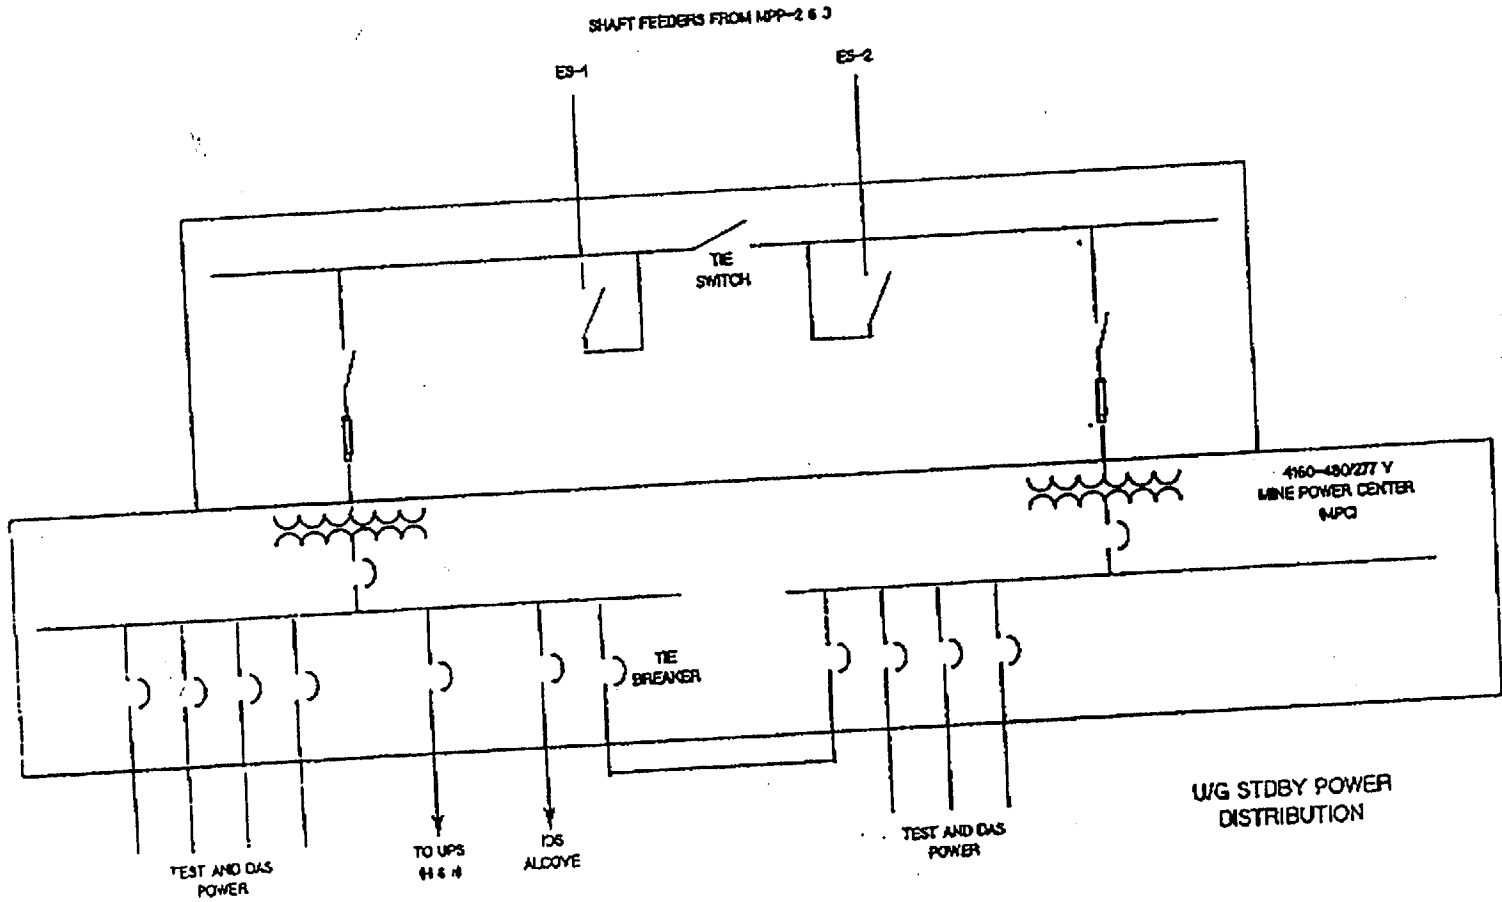 SHAFT FEEDERS FROM MPP-2 & 3
ES-1
ES-2
TIE
SWITCH
4160-480/277 Y
MINE POWER CENTER
(MPC)
TIE
BREAKER
U/G STDBY POWER
DISTRIBUTION
TEST AND DAS
POWER
TO UPS
IDS
ALCOVE
TEST AND DAS
POWER